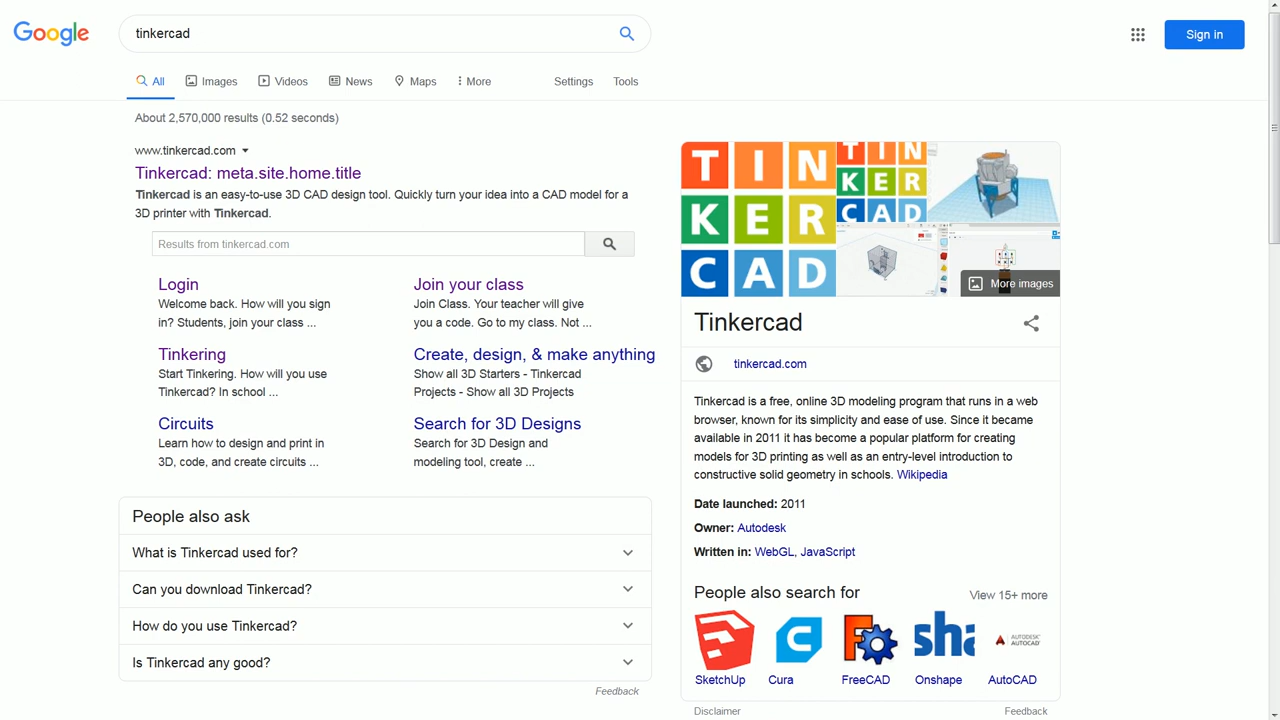 Google
tinkercad
Sign in
All
Images
Videos
News
Maps
More
Settings
Tools
About 2,570,000 results (0.52 seconds)
www.tinkercad.com
Tinkercad: meta.site.home.title
Tinkercad is an easy-to-use 3D CAD design tool. Quickly turn your idea into a CAD model for a
3D printer with Tinkercad.
Results from tinkercad.com
Login
Welcome back. How will you sign
in? Students, join your class ...
Join your class
Join Class. Your teacher will give
you a code. Go to my class. Not ...
Tinkering
Start Tinkering. How will you use
Tinkercad? In school ...
Create, design, & make anything
Show all 3D Starters - Tinkercad
Projects - Show all 3D Projects
Circuits
Learn how to design and print in
3D, code, and create circuits ...
Search for 3D Designs
Search for 3D Design and
modeling tool, create ...
People also ask
What is Tinkercad used for?
Can you download Tinkercad?
How do you use Tinkercad?
Is Tinkercad any good?
Feedback
TIN
KER
CAD
TIN
KER
CAD
More images
Tinkercad
tinkercad.com
Tinkercad is a free, online 3D modeling program that runs in a web
browser, known for its simplicity and ease of use. Since it became
available in 2011 it has become a popular platform for creating
models for 3D printing as well as an entry-level introduction to
constructive solid geometry in schools. Wikipedia
Date launched: 2011
Owner: Autodesk
Written in: WebGL, JavaScript
People also search for
View 15+ more
sha
AUTODESK
AUTOCAD
SketchUp
Cura
FreeCAD
Onshape
AutoCAD
Disclaimer
Feedback